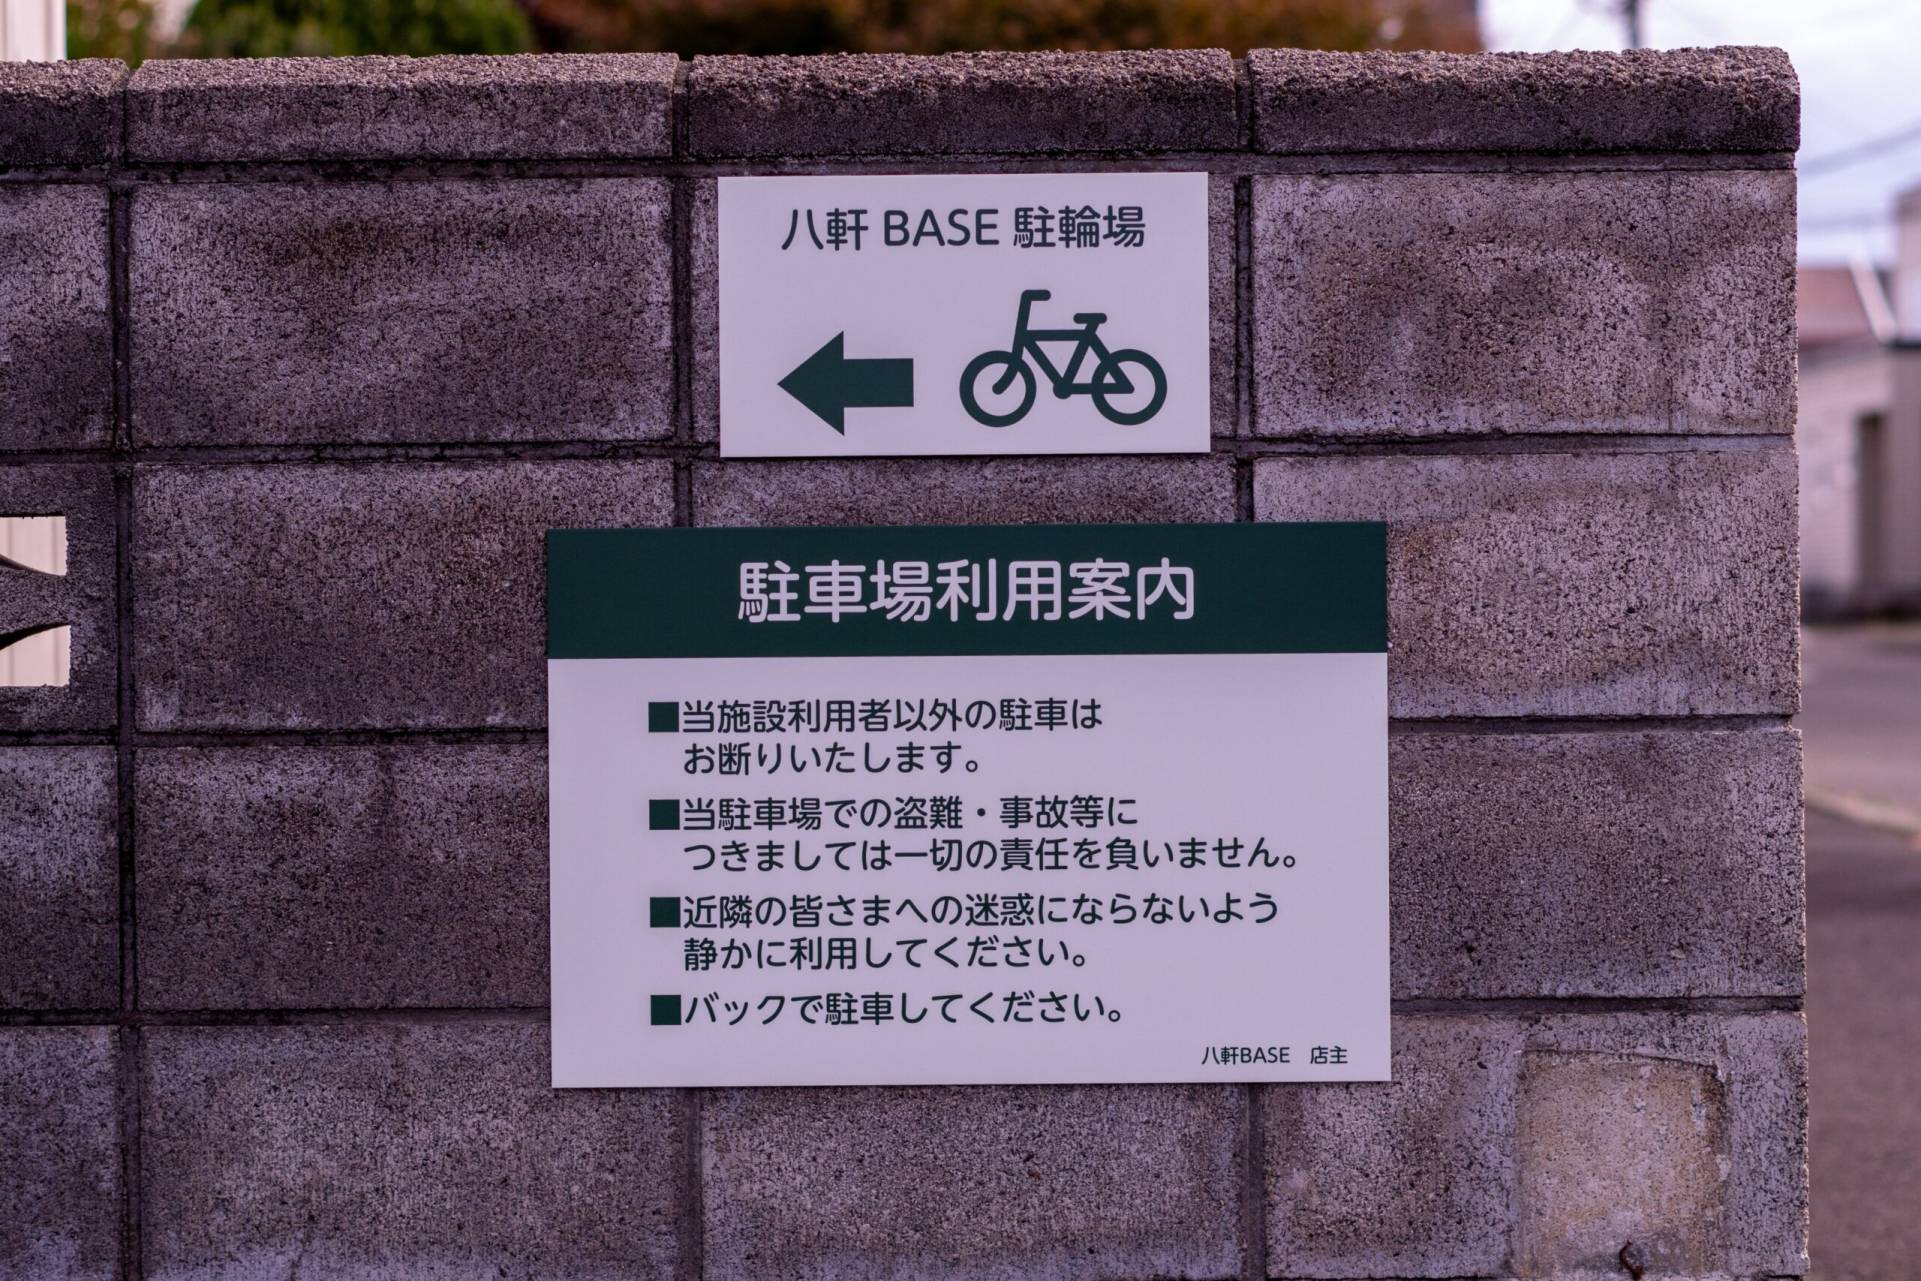 八軒 BASE 駐輪場
駐車場利用案内
■当施設利用者以外の駐車は
お断りいたします。
■当駐車場での盗難・事故等に
つきましては一切の責任を負いません。
■近隣の皆さまへの迷惑にならないよう
静かに利用してください。
■バックで駐車してください。
八軒BASE　店主